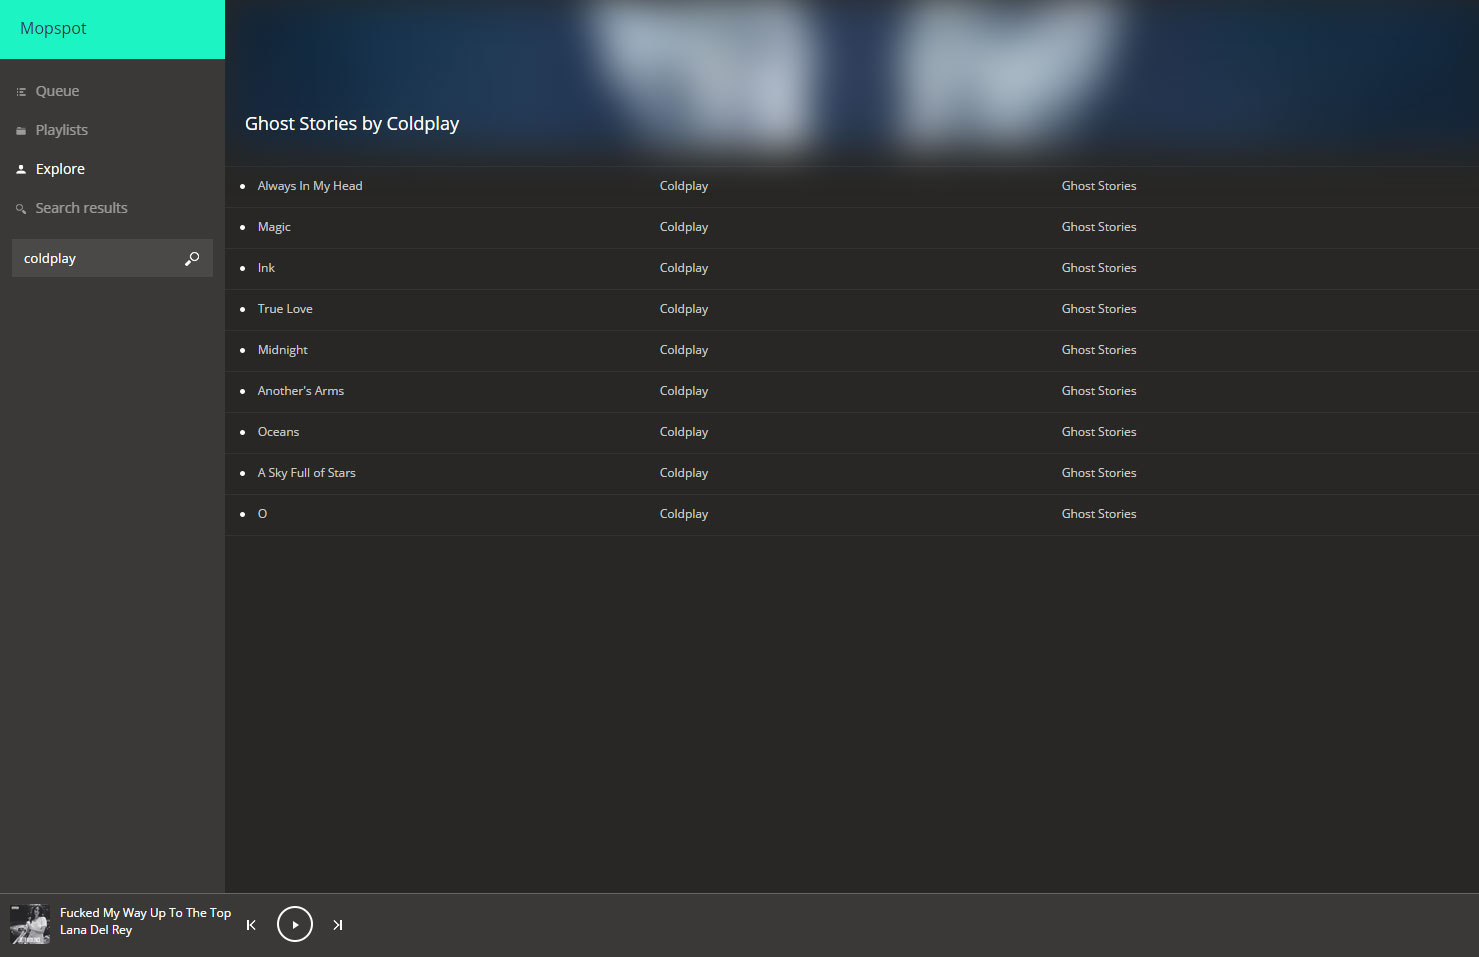 Mopspot
Queue
Playlists
Explore
Search results
coldplay
Ghost Stories by Coldplay
Always In My Head Coldplay Ghost Stories
Magic Coldplay Ghost Stories
Ink Coldplay Ghost Stories
True Love Coldplay Ghost Stories
Midnight Coldplay Ghost Stories
Another's Arms Coldplay Ghost Stories
Oceans Coldplay Ghost Stories
A Sky Full of Stars Coldplay Ghost Stories
O Coldplay Ghost Stories
Fucked My Way Up To The Top
Lana Del Rey